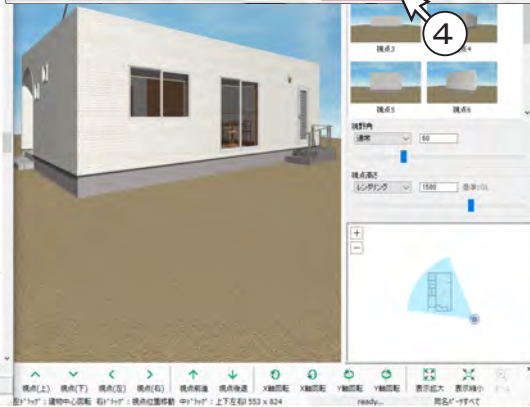 4
視点3
視点4
視点5
視点6
視野角
通常
60
視点高さ
レンダリング
1500
基準:GL
+
-
視点(上)
視点(下)
視点(左)
視点(右)
視点前進
視点後退
X軸回転
X軸回転
Y軸回転
Y軸回転
表示拡大
表示縮小
左ドラッグ:建物中心回転 右ドラッグ:視点位置移動 中ドラッグ:上下左右 553 x 824
ready...
同名パーツすべて